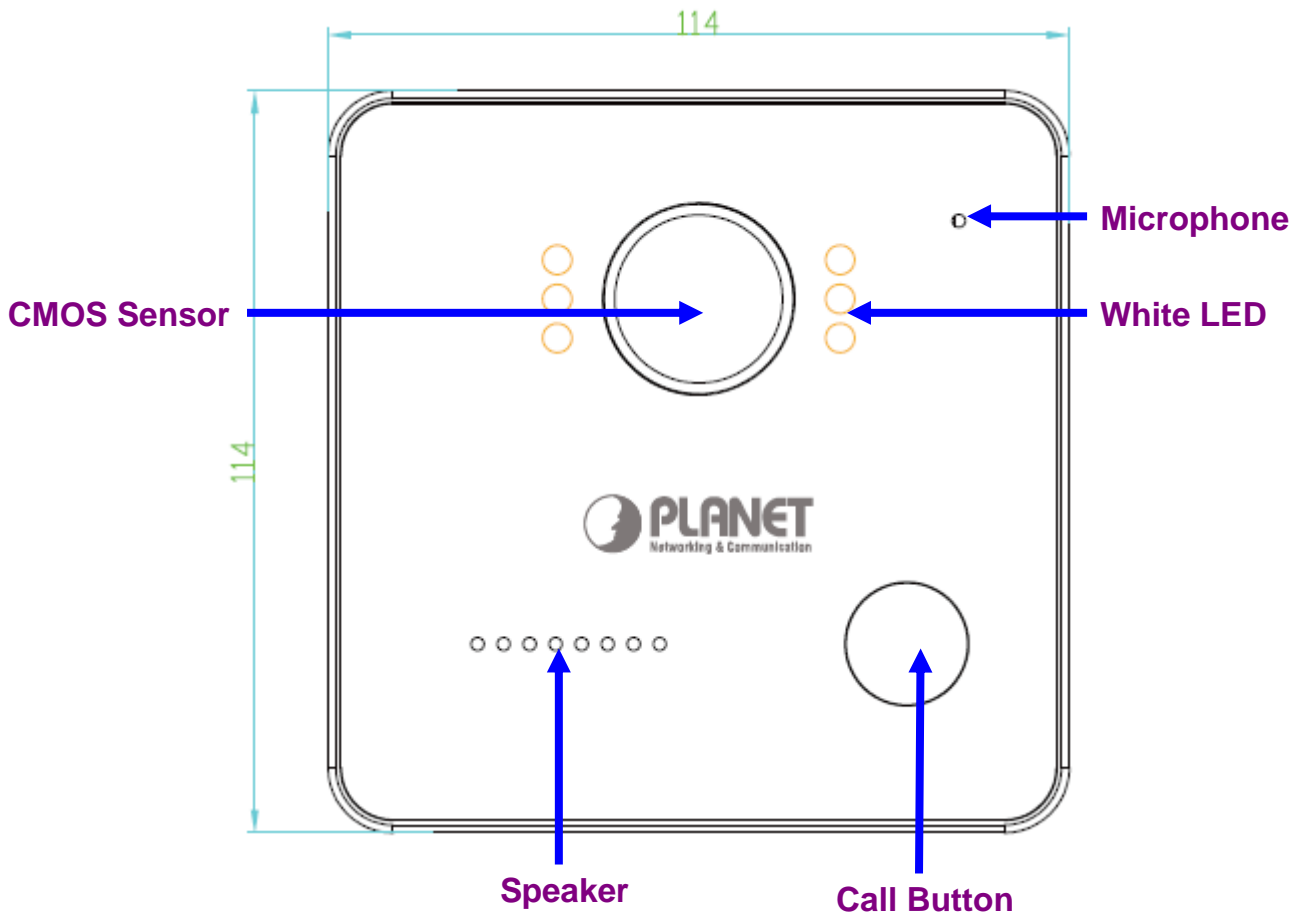 114
Microphone
CMOS Sensor
White LED
114
PLANET
Networking & Communication
Speaker
Call Button